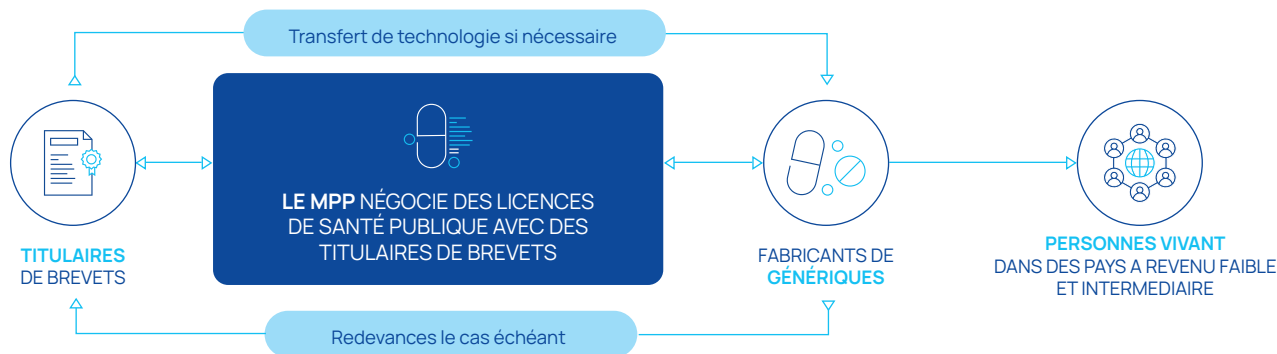 Transfert de technologie si nécessaire
LE MPP NÉGOCIE DES LICENCES
DE SANTÉ PUBLIQUE AVEC DES
TITULAIRES DE BREVETS
TITULAIRES
DE BREVETS
FABRICANTS DE
GÉNÉRIQUES
PERSONNES VIVANT
DANS DES PAYS A REVENU FAIBLE
ET INTERMEDIAIRE
Redevances le cas échéant